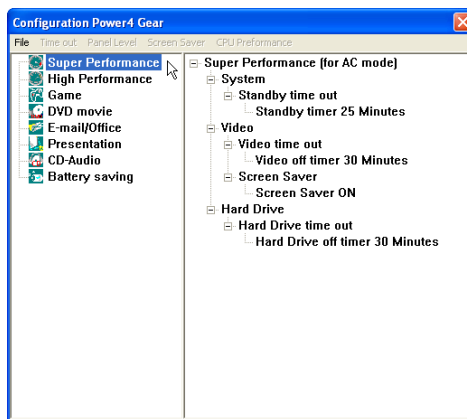 Configuration Power4 Gear
File Time out Panel Level Screen Saver CPU Preformance
Super Performance
High Performance
Game
DVD movie
E-mail/Office
Presentation
CD-Audio
Battery saving
Super Performance (for AC mode)
System
Standby time out
Standby timer 25 Minutes
Video
Video time out
Video off timer 30 Minutes
Screen Saver
Screen Saver ON
Hard Drive
Hard Drive time out
Hard Drive off timer 30 Minutes